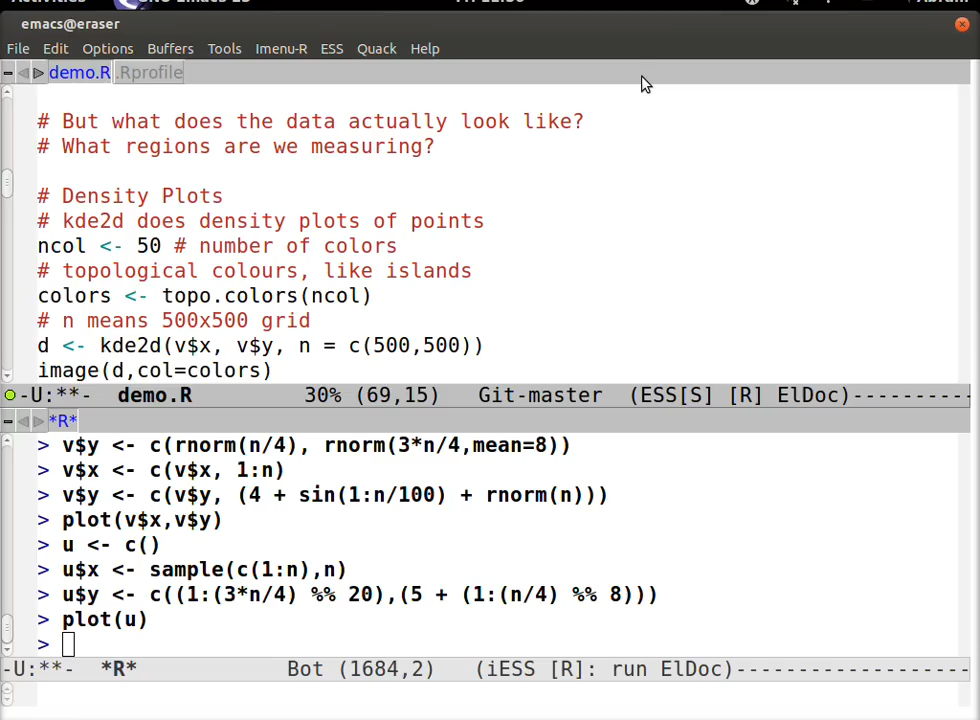 emacs@eraser
File Edit Options Buffers Tools Imenu-R ESS Quack Help
demo.R .Rprofile
# But what does the data actually look like?
# What regions are we measuring?
# Density Plots
# kde2d does density plots of points
ncol <- 50 # number of colors
# topological colours, like islands
colors <- topo.colors(ncol)
# n means 500x500 grid
d <- kde2d(v$x, v$y, n = c(500,500))
image(d,col=colors)
-U:**- demo.R 30% (69,15) Git-master (ESS[S] [R] ElDoc)----------
*R*
> v$y <- c(rnorm(n/4), rnorm(3*n/4,mean=8))
> v$x <- c(v$x, 1:n)
> v$y <- c(v$y, (4 + sin(1:n/100) + rnorm(n)))
> plot(v$x,v$y)
> u <- c()
> u$x <- sample(c(1:n),n)
> u$y <- c((1:(3*n/4) %% 20),(5 + (1:(n/4) %% 8)))
> plot(u)
>
-U:**- *R* Bot (1684,2) (iESS [R]: run ElDoc)-------------------